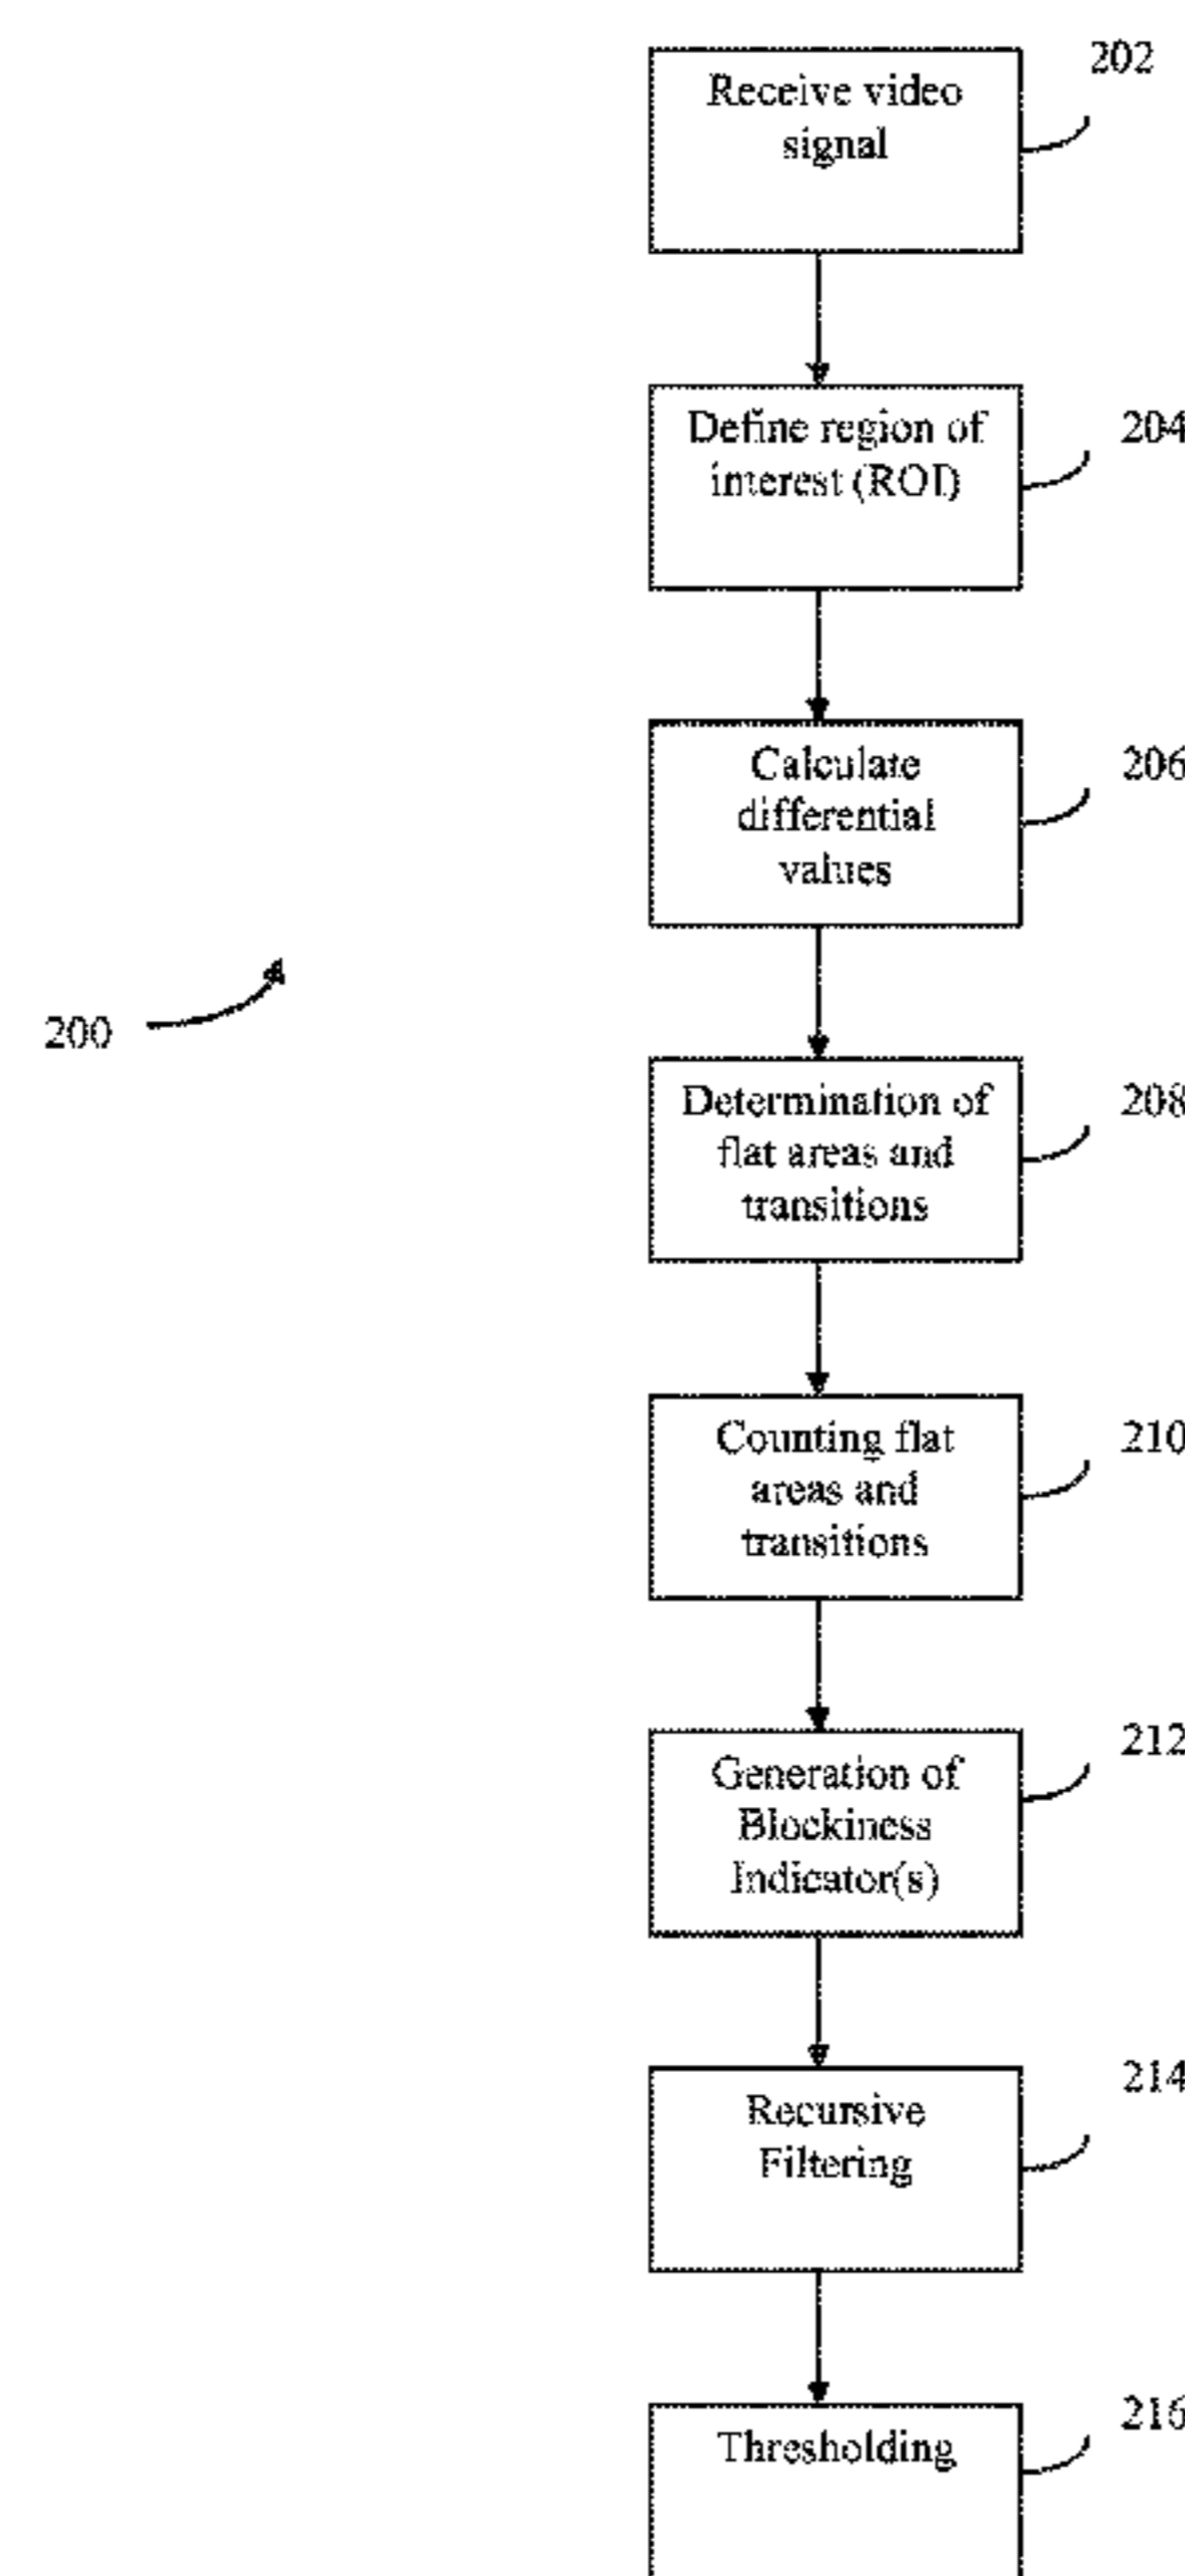 202
Receive video
signal
204
Define region of
interest (ROI)
206
Calculate
differential
values
200
208
Determination of
flat areas and
transitions
210
Counting flat
areas and
transitions
212
Generation of
Blockiness
Indicator(s)
214
Recursive
Filtering
216
Thresholding